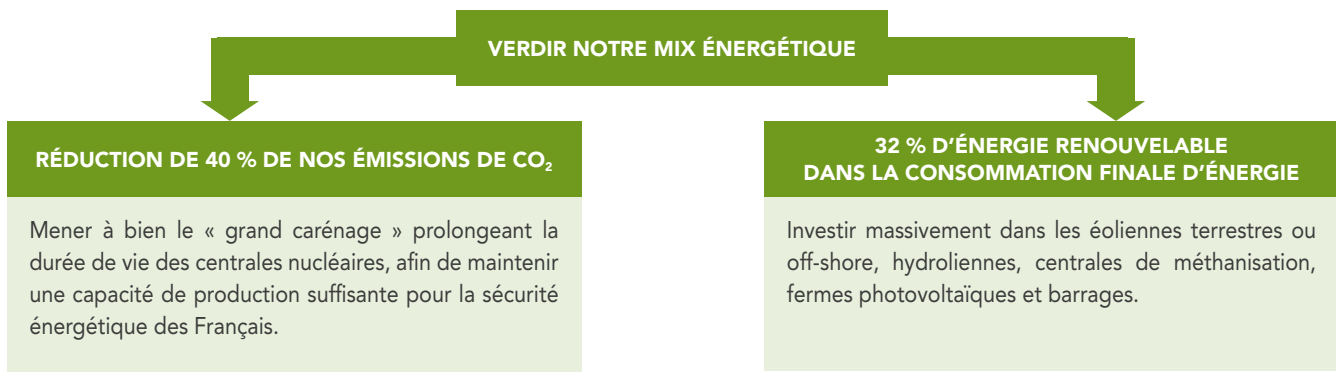 VERDIR NOTRE MIX ÉNERGÉTIQUE
RÉDUCTION DE 40 % DE NOS ÉMISSIONS DE CO₂
Mener à bien le « grand carénage » prolongeant la
durée de vie des centrales nucléaires, afin de maintenir
une capacité de production suffisante pour la sécurité
énergétique des Français.
32 % D’ÉNERGIE RENOUVELABLE
DANS LA CONSOMMATION FINALE D’ÉNERGIE
Investir massivement dans les éoliennes terrestres ou
off-shore, hydroliennes, centrales de méthanisation,
fermes photovoltaïques et barrages.